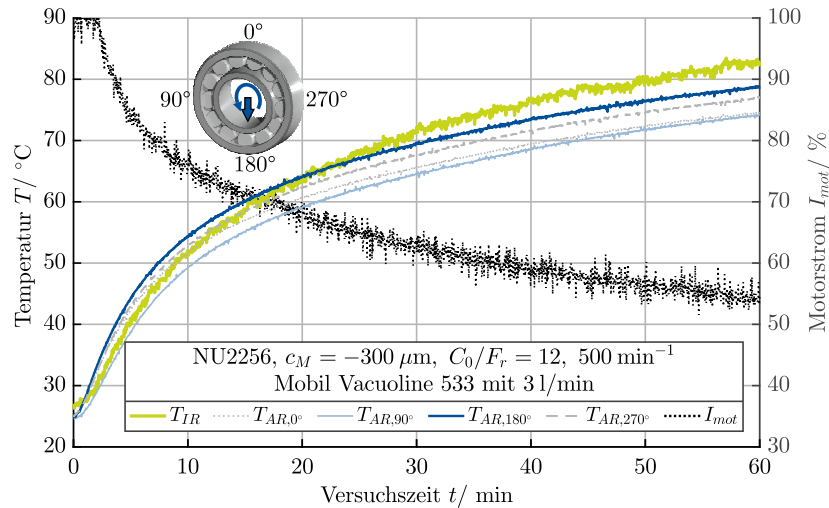 90
80
70
60
50
40
30
20
Temperatur T/ °C
100
90
80
70
60
50
40
30
Motorstrom I_mot/ %
0°
90°
270°
180°
NU2256, c_M = −300 μm, C_0/F_r = 12, 500 min⁻¹
Mobil Vacuoline 533 mit 3 l/min
T_IR T_AR,0° T_AR,90° T_AR,180° T_AR,270° I_mot
0 10 20 30 40 50 60
Versuchszeit t/ min